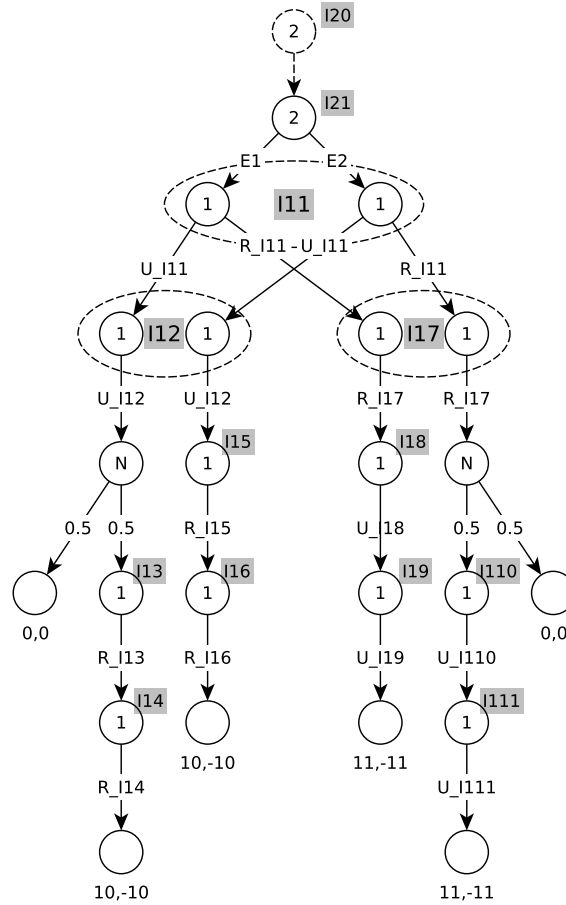 I20
2
I21
2
E1 E2
1 I11 1
R_I11 U_I11
U_I11 R_I11
1 I12 1 1 I17 1
U_I12 U_I12 R_I17 R_I17
I15 I18
N 1 1 N
0.5 0.5 R_I15 U_I18 0.5 0.5
I13 I16 I19 I110
1 1 1 1
0,0 0,0
R_I13 R_I16 U_I19 U_I110
I14 I111
1 1
10,-10 11,-11
R_I14 U_I111
10,-10 11,-11